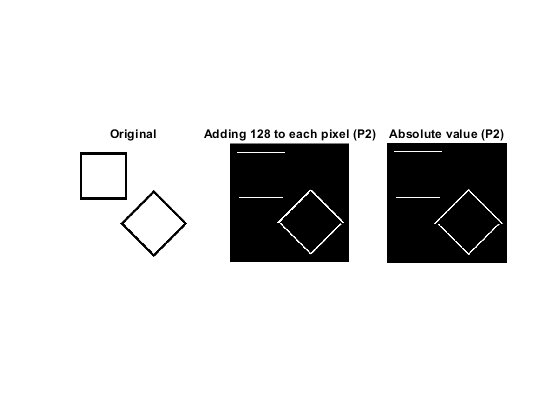 Original
Adding 128 to each pixel (P2)
Absolute value (P2)